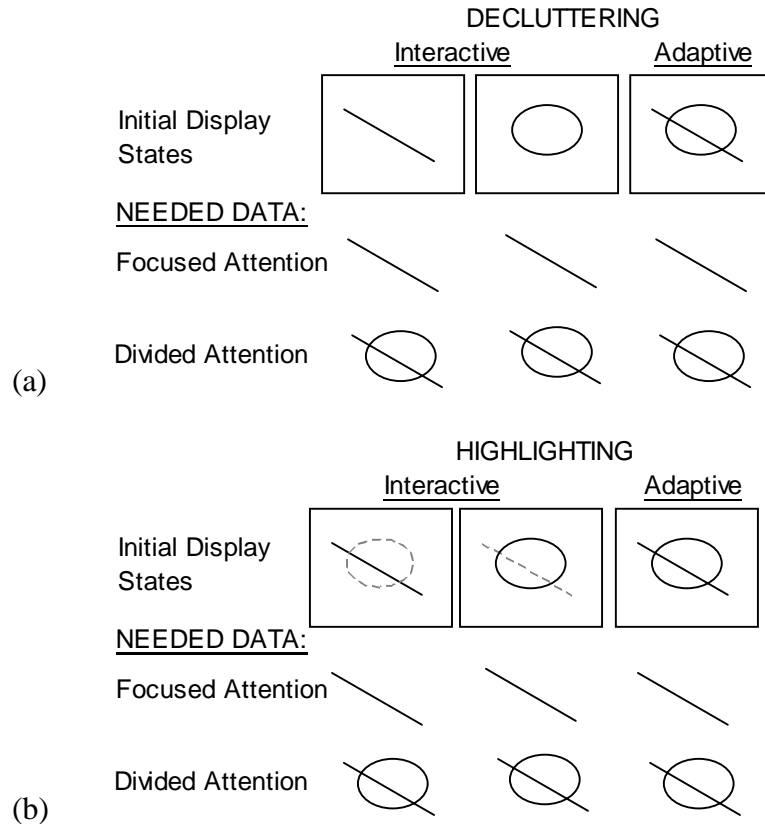 DECLUTTERING
Interactive Adaptive
Initial Display
States
NEEDED DATA:
Focused Attention
Divided Attention
(a)
HIGHLIGHTING
Interactive Adaptive
Initial Display
States
NEEDED DATA:
Focused Attention
Divided Attention
(b)